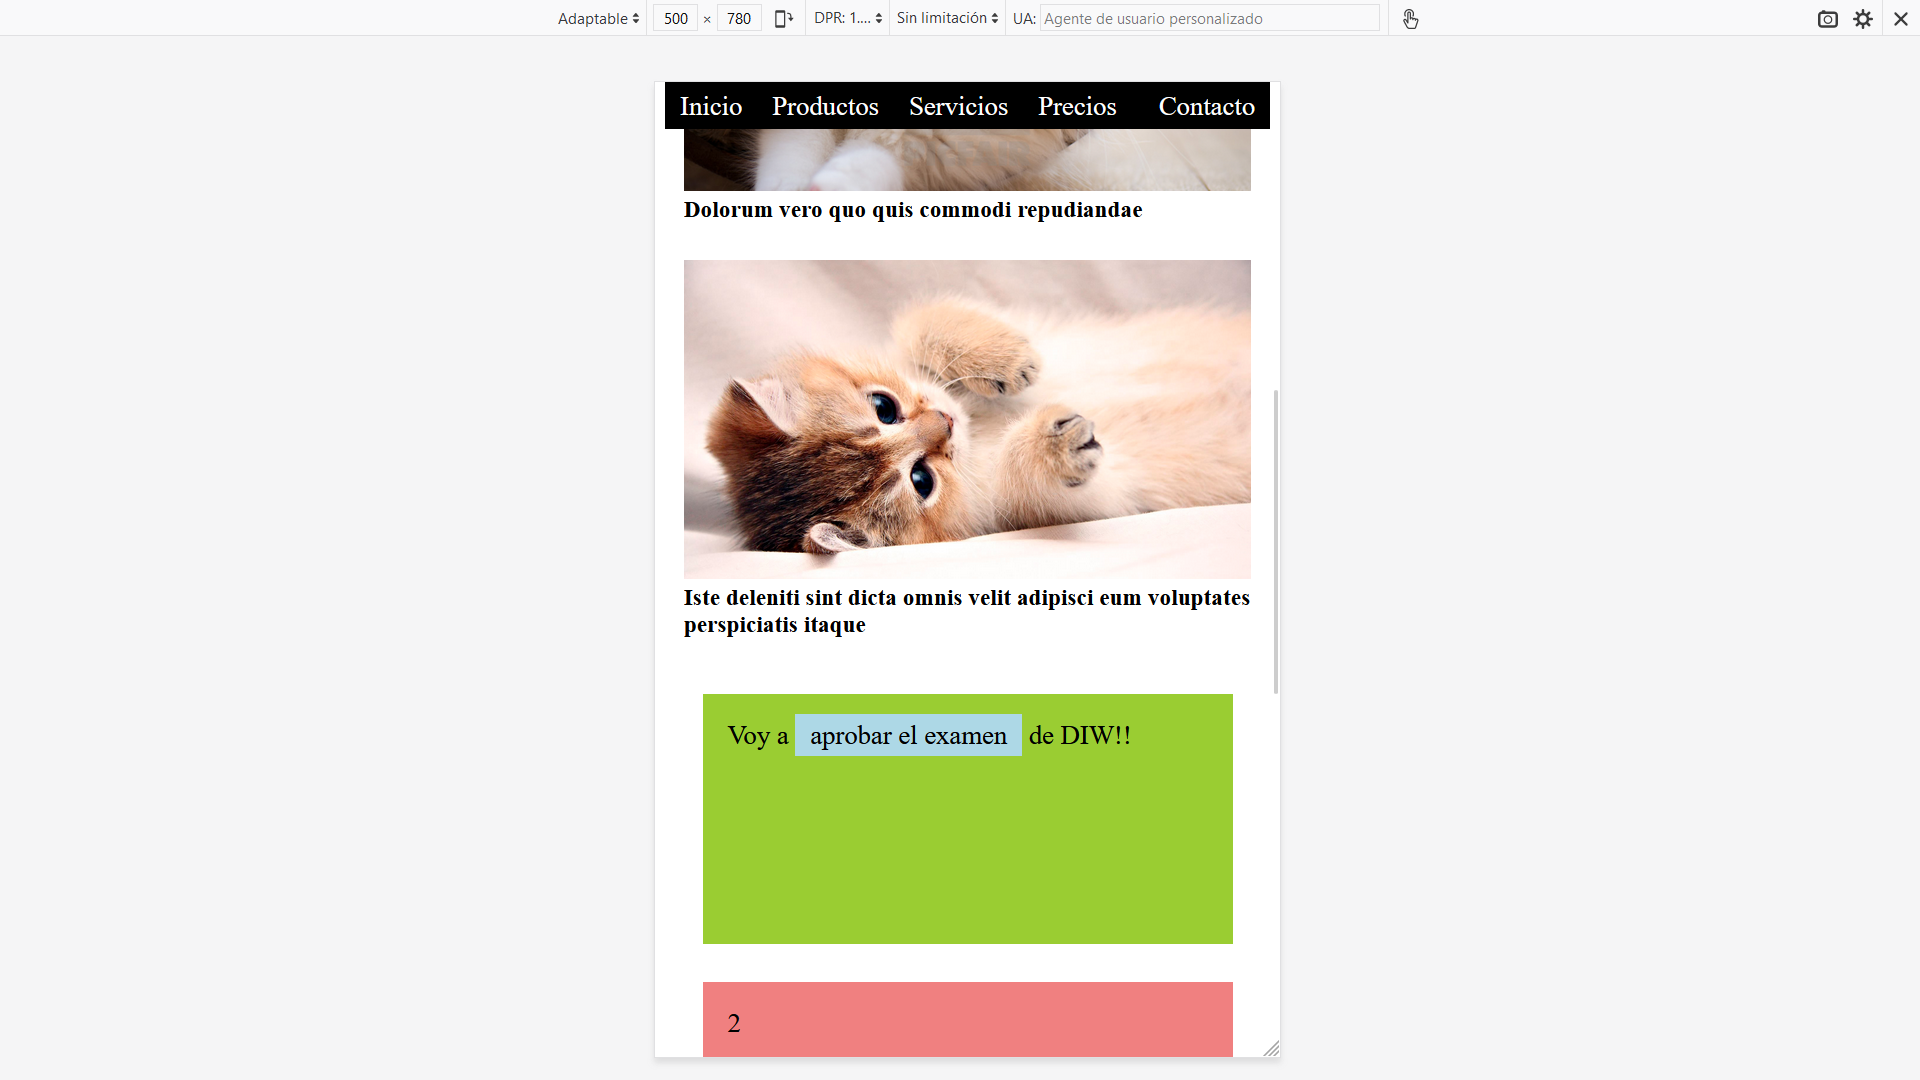 Adaptable 500 × 780 DPR: 1.... Sin limitación UA: Agente de usuario personalizado
Inicio Productos Servicios Precios Contacto
Dolorum vero quo quis commodi repudiandae
Iste deleniti sint dicta omnis velit adipisci eum voluptates
perspiciatis itaque
Voy a aprobar el examen de DIW!!
2